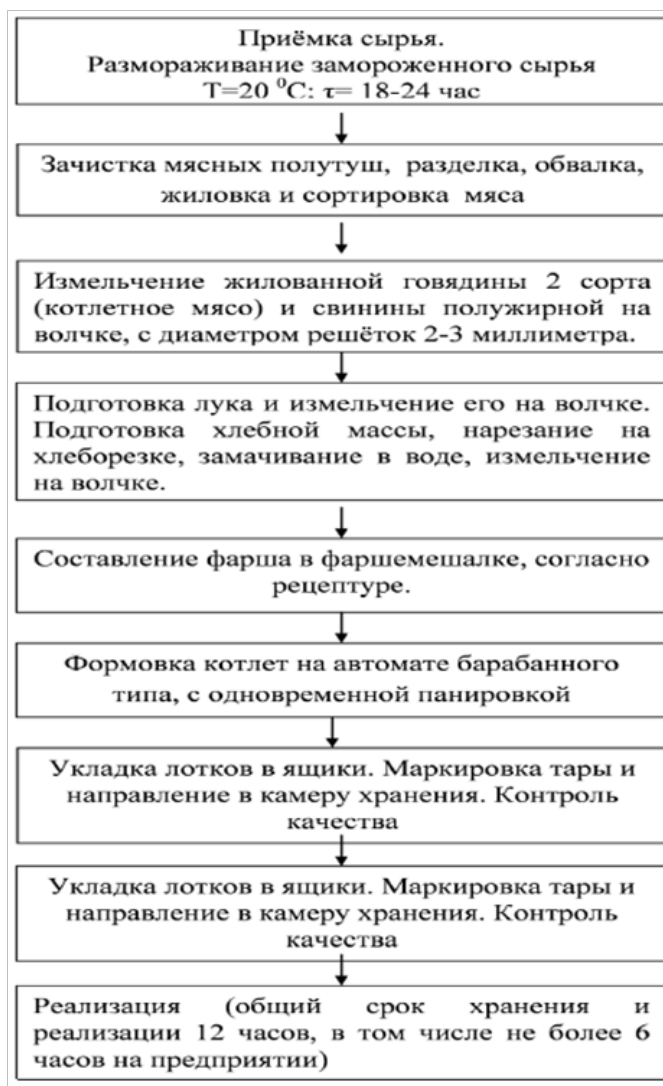 Приёмка сырья.
Размораживание замороженного сырья
Т=20 ⁰С: τ= 18-24 час
Зачистка мясных полутуш, разделка, обвалка,
жиловка и сортировка мяса
Измельчение жилованной говядины 2 сорта
(котлетное мясо) и свинины полужирной на
волчке, с диаметром решёток 2-3 миллиметра.
Подготовка лука и измельчение его на волчке.
Подготовка хлебной массы, нарезание на
хлеборезке, замачивание в воде, измельчение
на волчке.
Составление фарша в фаршемешалке, согласно
рецептуре.
Формовка котлет на автомате барабанного
типа, с одновременной панировкой
Укладка лотков в ящики. Маркировка тары и
направление в камеру хранения. Контроль
качества
Укладка лотков в ящики. Маркировка тары и
направление в камеру хранения. Контроль
качества
Реализация (общий срок хранения и
реализации 12 часов, в том числе не более 6
часов на предприятии)